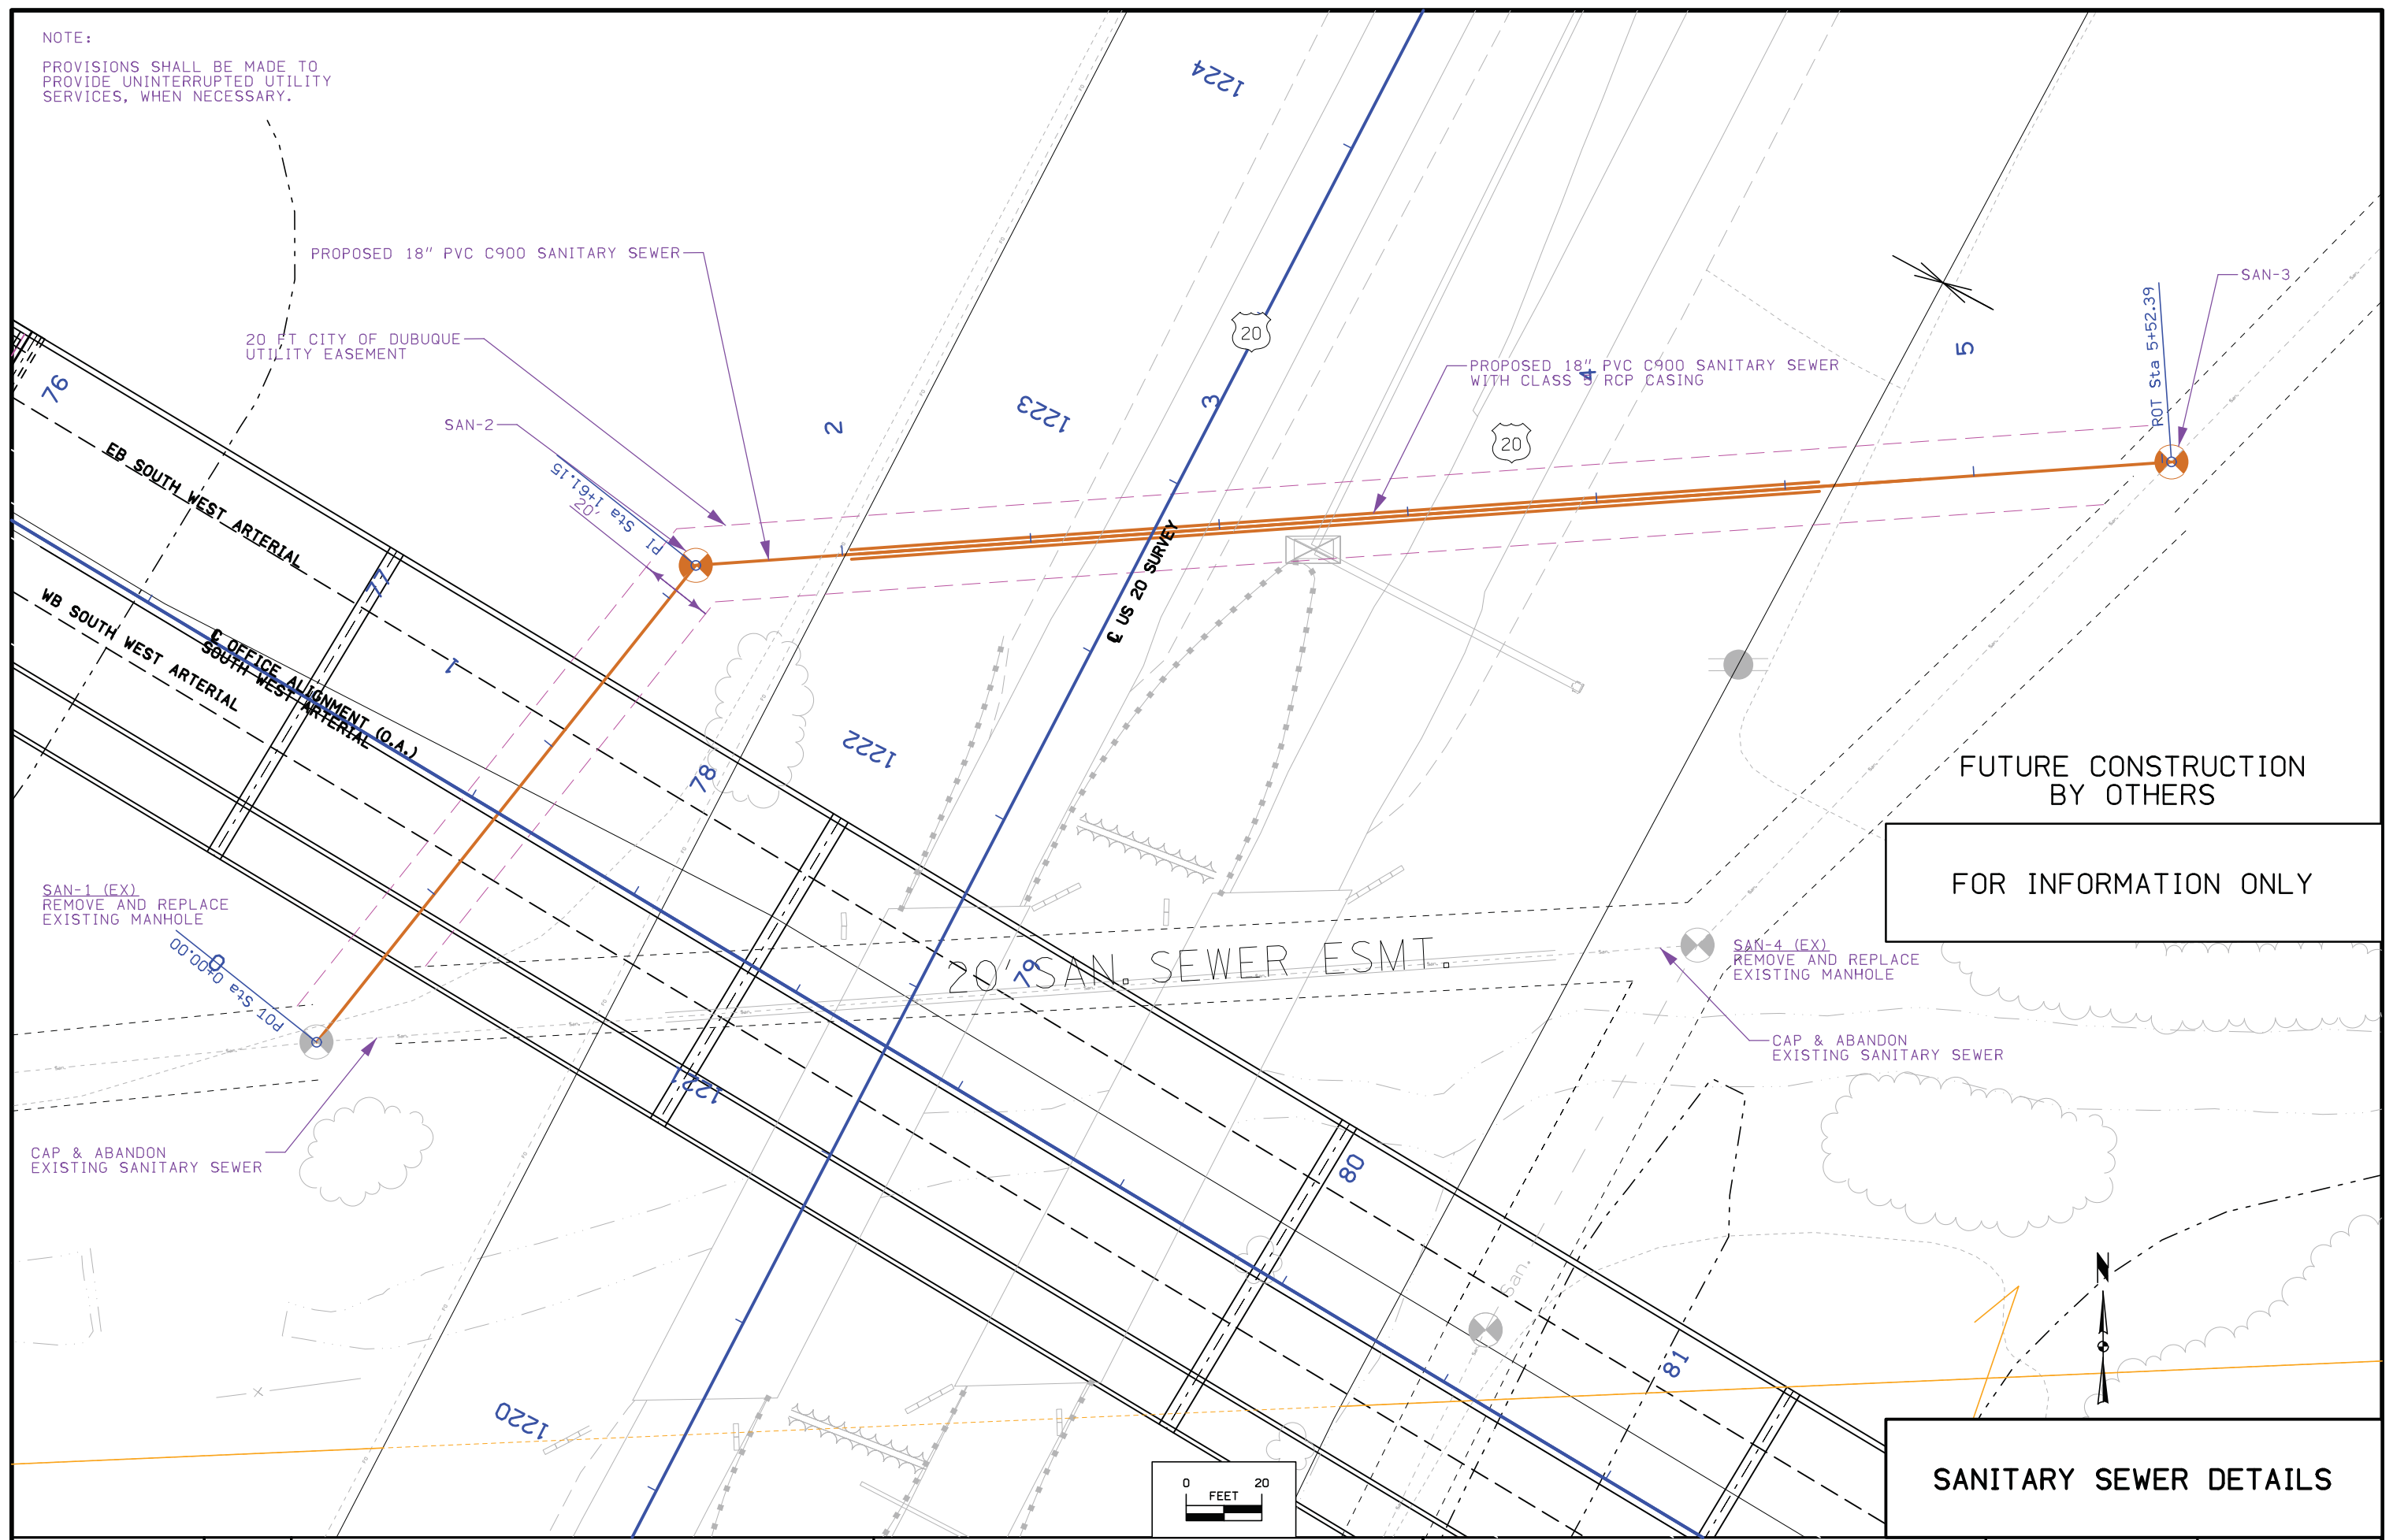 NOTE:
PROVISIONS SHALL BE MADE TO
PROVIDE UNINTERRUPTED UTILITY
SERVICES, WHEN NECESSARY.
1224
PROPOSED 18" PVC C900 SANITARY SEWER
SAN-3
ROT Sta 5+52.39
20
20 FT CITY OF DUBUQUE
UTILITY EASEMENT
5
PROPOSED 18" PVC C900 SANITARY SEWER
WITH CLASS 5 RCP CASING
4
76
3
1223
2
SAN-2
20
EB SOUTH WEST ARTERIAL
PI Sta 1+61.15
20'
℄ US 20 SURVEY
77
WB SOUTH WEST ARTERIAL
℄ OFFICE ALIGNMENT (O.A.)
SOUTH WEST ARTERIAL
1
1222
78
FUTURE CONSTRUCTION
BY OTHERS
FOR INFORMATION ONLY
SAN-1 (EX)
REMOVE AND REPLACE
EXISTING MANHOLE
0
POT Sta 0+00.00
20' SAN. SEWER ESMT.
79
SAN-4 (EX)
REMOVE AND REPLACE
EXISTING MANHOLE
CAP & ABANDON
EXISTING SANITARY SEWER
1221
CAP & ABANDON
EXISTING SANITARY SEWER
80
San.
N
81
1220
0 20
FEET
SANITARY SEWER DETAILS